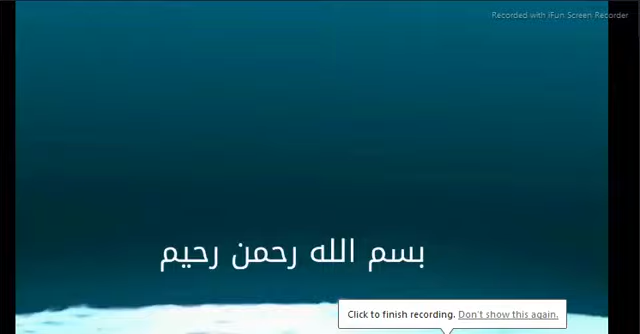 Recorded with iFun Screen Recorder
بسم الله رحمن رحيم
Click to finish recording. Don't show this again.